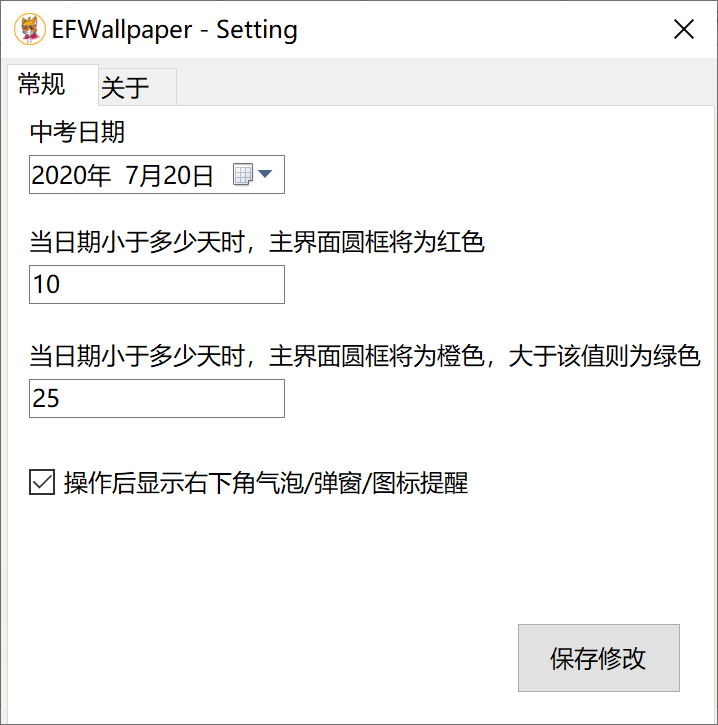 EFWallpaper - Setting
常规
关于
中考日期
2020年 7月20日
当日期小于多少天时，主界面圆框将为红色
10
当日期小于多少天时，主界面圆框将为橙色，大于该值则为绿色
25
操作后显示右下角气泡/弹窗/图标提醒
保存修改